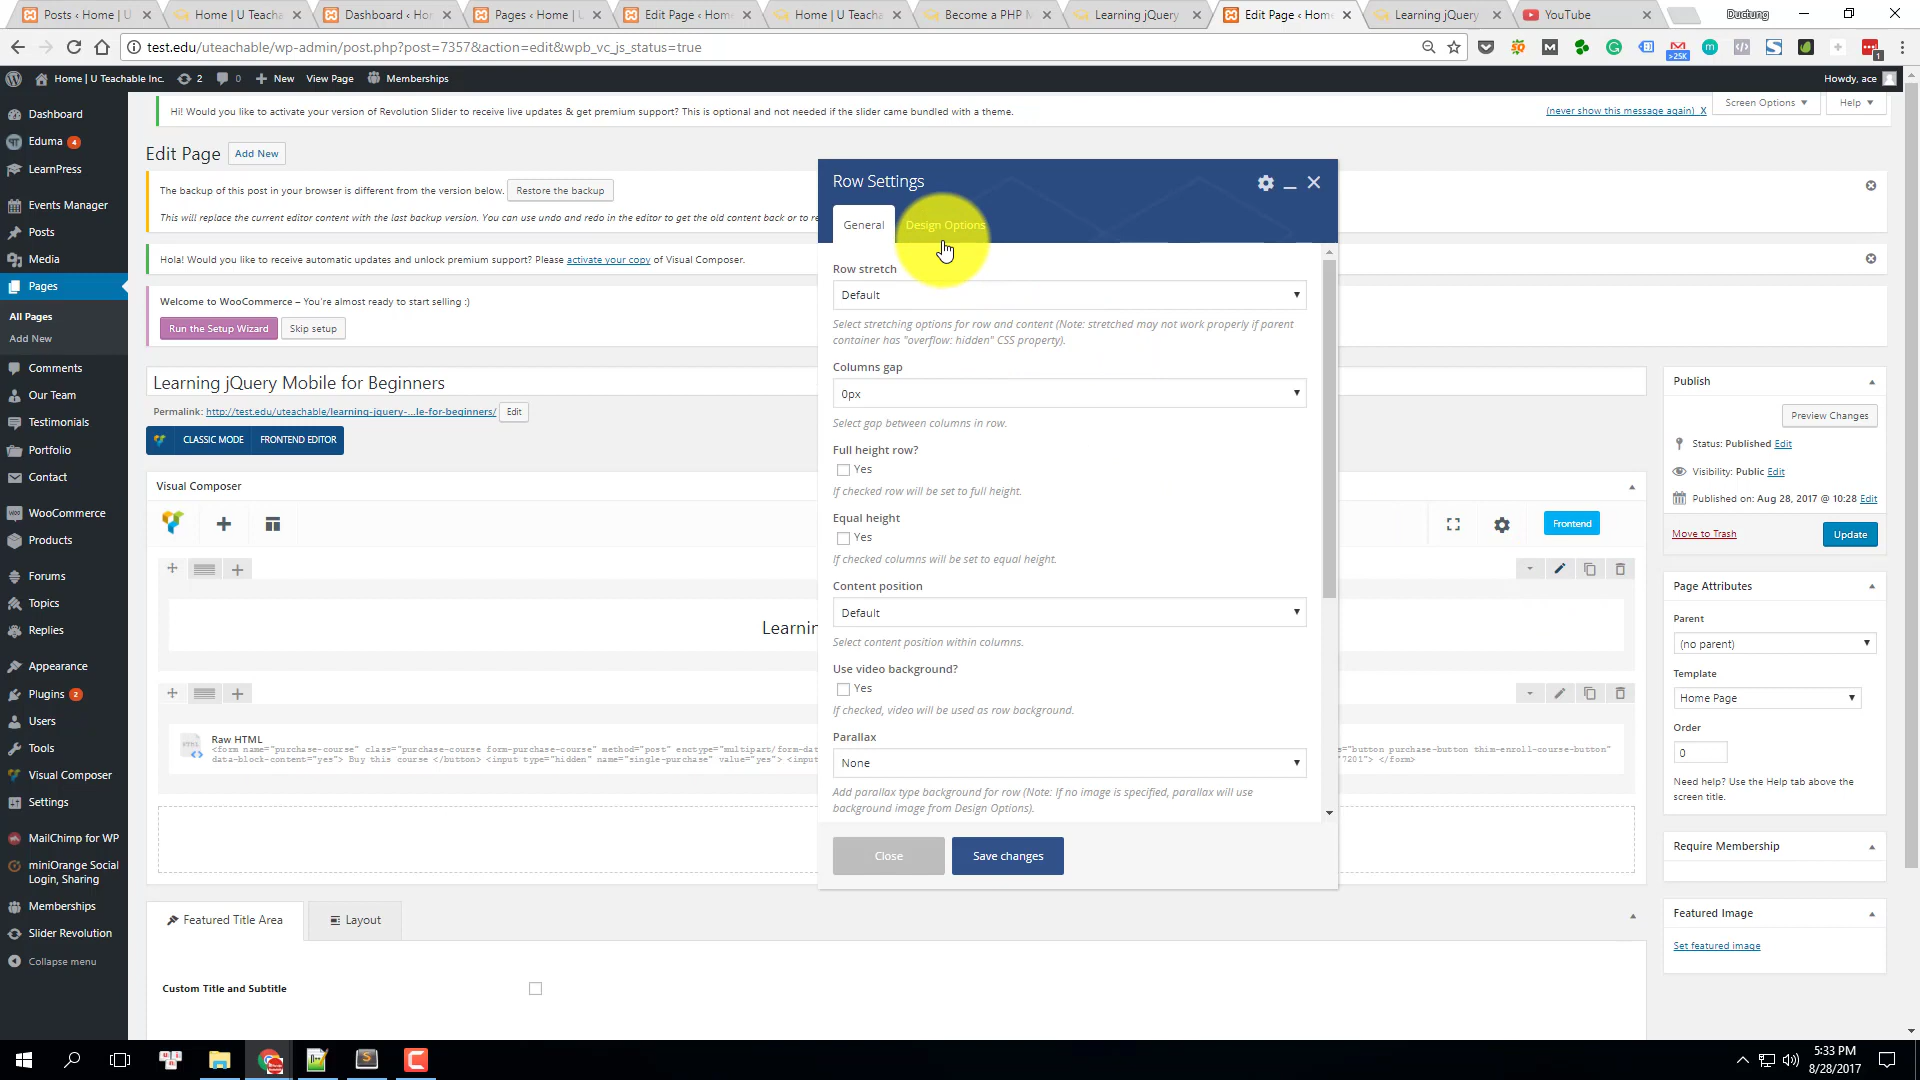 Posts ‹ Home | U
Home | U Teacha
Dashboard ‹ Hor
Pages ‹ Home |
Edit Page ‹ Home
Home | U Teacha
Become a PHP M
Learning jQuery
Edit Page ‹ Home
Learning jQuery
YouTube
Ductung
test.edu/uteachable/wp-admin/post.php?post=7357&action=edit&wpb_vc_js_status=true
>25K
1
Home | U Teachable Inc.
2
0
New
View Page
Memberships
Howdy, ace
Dashboard
Eduma 4
LearnPress
Events Manager
Posts
Media
Pages
All Pages
Add New
Comments
Our Team
Testimonials
Portfolio
Contact
WooCommerce
Products
Forums
Topics
Replies
Appearance
Plugins 2
Users
Tools
Visual Composer
Settings
MailChimp for WP
miniOrange Social
Login, Sharing
Memberships
Slider Revolution
Collapse menu
Hi! Would you like to activate your version of Revolution Slider to receive live updates & get premium support? This is optional and not needed if the slider came bundled with a theme.
(never show this message again) X
Screen Options
Help
Edit Page
Add New
The backup of this post in your browser is different from the version below.
Restore the backup
This will replace the current editor content with the last backup version. You can use undo and redo in the editor to get the old content back or to re
Hola! Would you like to receive automatic updates and unlock premium support? Please activate your copy of Visual Composer.
Welcome to WooCommerce – You're almost ready to start selling :)
Run the Setup Wizard
Skip setup
Learning jQuery Mobile for Beginners
Permalink: http://test.edu/uteachable/learning-jquery-...le-for-beginners/
Edit
CLASSIC MODE
FRONTEND EDITOR
Visual Composer
Frontend
Learnin
Raw HTML
<form name="purchase-course" class="purchase-course form-purchase-course" method="post" enctype="multipart/form-dat
="button purchase-button thim-enroll-course-button"
data-block-content="yes"> Buy this course </button> <input type="hidden" name="single-purchase" value="yes"> <input
"7201"> </form>
Featured Title Area
Layout
Custom Title and Subtitle
Row Settings
General
Design Options
Row stretch
Default
Select stretching options for row and content (Note: stretched may not work properly if parent
container has "overflow: hidden" CSS property).
Columns gap
0px
Select gap between columns in row.
Full height row?
Yes
If checked row will be set to full height.
Equal height
Yes
If checked columns will be set to equal height.
Content position
Default
Select content position within columns.
Use video background?
Yes
If checked, video will be used as row background.
Parallax
None
Add parallax type background for row (Note: If no image is specified, parallax will use
background image from Design Options).
Close
Save changes
Publish
Preview Changes
Status: Published Edit
Visibility: Public Edit
Published on: Aug 28, 2017 @ 10:28 Edit
Move to Trash
Update
Page Attributes
Parent
(no parent)
Template
Home Page
Order
0
Need help? Use the Help tab above the
screen title.
Require Membership
Featured Image
Set featured image
5:33 PM
8/28/2017